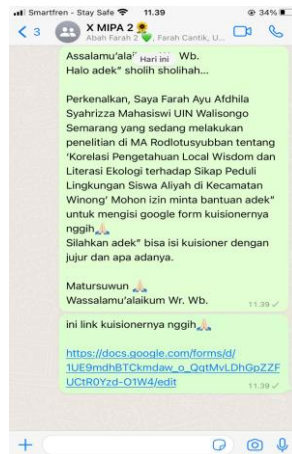 Smartfren - Stay Safe 11.39 34%
3 X MIPA 2
Abah Farah 2, Farah Cantik, U...
Hari ini
Assalamu'alai Wb.
Halo adek" sholih sholihah...
Perkenalkan, Saya Farah Ayu Afdhila
Syahrizza Mahasiswi UIN Walisongo
Semarang yang sedang melakukan
penelitian di MA Rodlotusyubban tentang
'Korelasi Pengetahuan Local Wisdom dan
Literasi Ekologi terhadap Sikap Peduli
Lingkungan Siswa Aliyah di Kecamatan
Winong' Mohon izin minta bantuan adek"
untuk mengisi google form kuisionernya
nggih🙏🏻
Silahkan adek" bisa isi kuisioner dengan
jujur dan apa adanya.
Matursuwun 🙏🏻
Wassalamu'alaikum Wr. Wb.
11.39
ini link kuisionernya nggih🙏🏻
https://docs.google.com/forms/d/
1UE9mdhBTCkmdaw_o_QqtMvLDhGpZZF
UCtR0Yzd-O1W4/edit
11.39